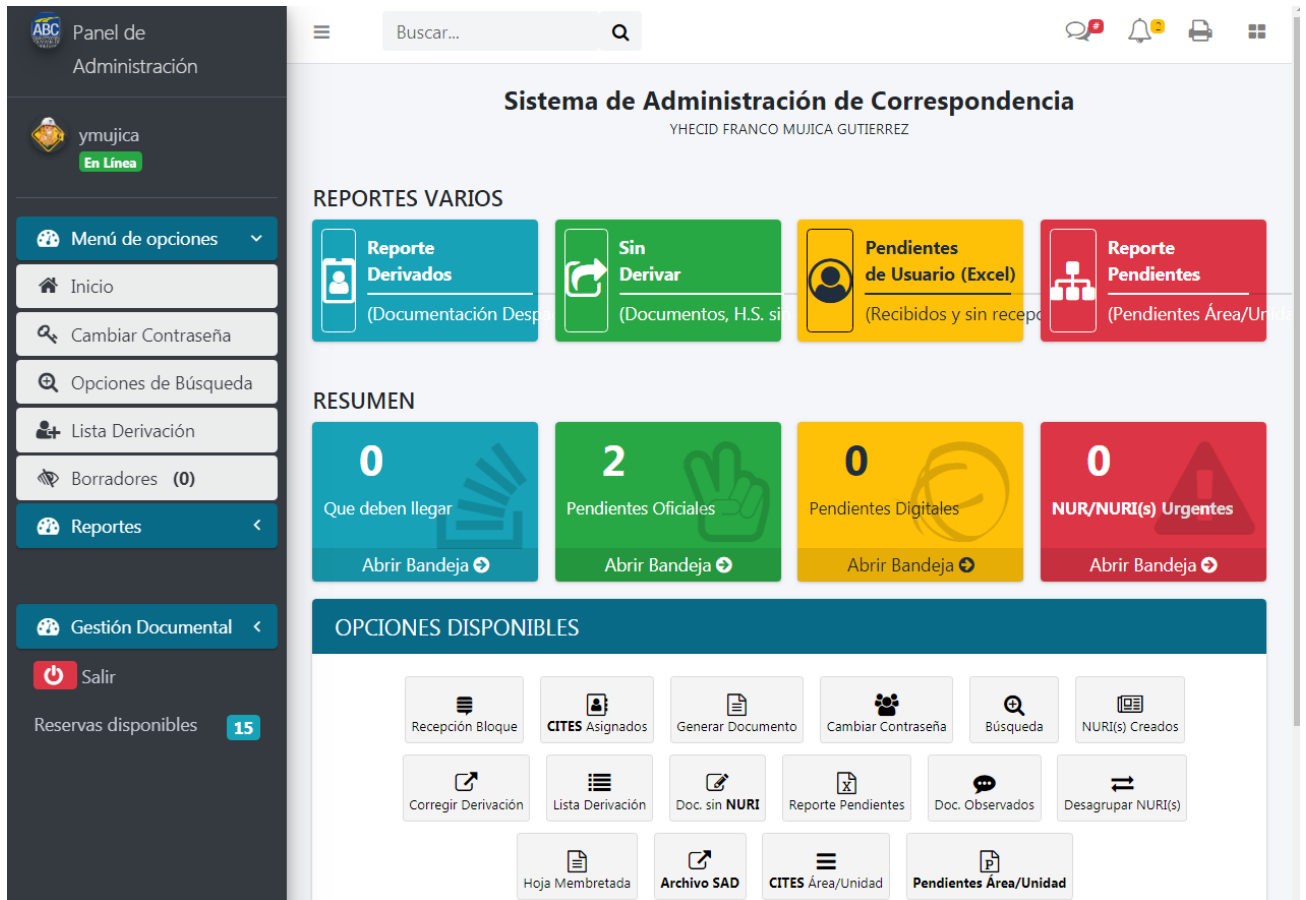 ABC
Panel de
Administración
ymujica
En Línea
Menú de opciones
Inicio
Cambiar Contraseña
Opciones de Búsqueda
Lista Derivación
Borradores (0)
Reportes
Gestión Documental
Salir
Reservas disponibles 15
Buscar...
Sistema de Administración de Correspondencia
YHECID FRANCO MUJICA GUTIERREZ
REPORTES VARIOS
Reporte
Derivados
(Documentación Desp
Sin
Derivar
(Documentos, H.S. sin
Pendientes
de Usuario (Excel)
(Recibidos y sin recepc
Reporte
Pendientes
(Pendientes Área/Unida
RESUMEN
0
Que deben llegar
Abrir Bandeja
2
Pendientes Oficiales
Abrir Bandeja
0
Pendientes Digitales
Abrir Bandeja
0
NUR/NURI(s) Urgentes
Abrir Bandeja
OPCIONES DISPONIBLES
Recepción Bloque
CITES Asignados
Generar Documento
Cambiar Contraseña
Búsqueda
NURI(s) Creados
Corregir Derivación
Lista Derivación
Doc. sin NURI
Reporte Pendientes
Doc. Observados
Desagrupar NURI(s)
Hoja Membretada
Archivo SAD
CITES Área/Unidad
Pendientes Área/Unidad